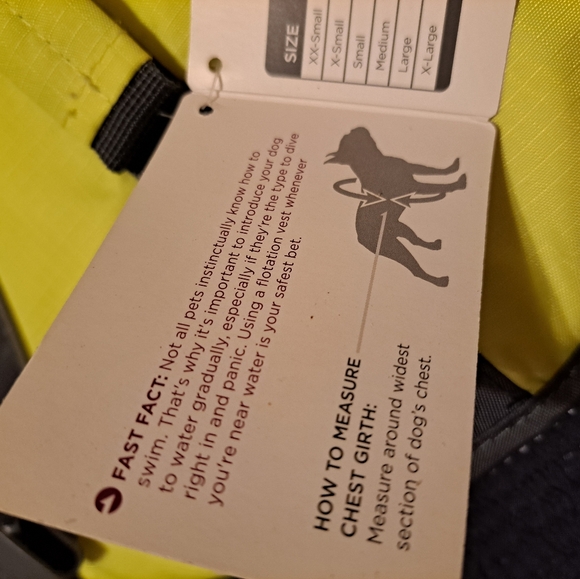 SIZE
XX-Small
X-Small
Small
Medium
Large
X-Large
FAST FACT: Not all pets instinctually know how to
swim. That's why it's important to introduce your dog
to water gradually, especially if they're the type to dive
right in and panic. Using a flotation vest whenever
you're near water is your safest bet.
HOW TO MEASURE
CHEST GIRTH:
Measure around widest
section of dog's chest.